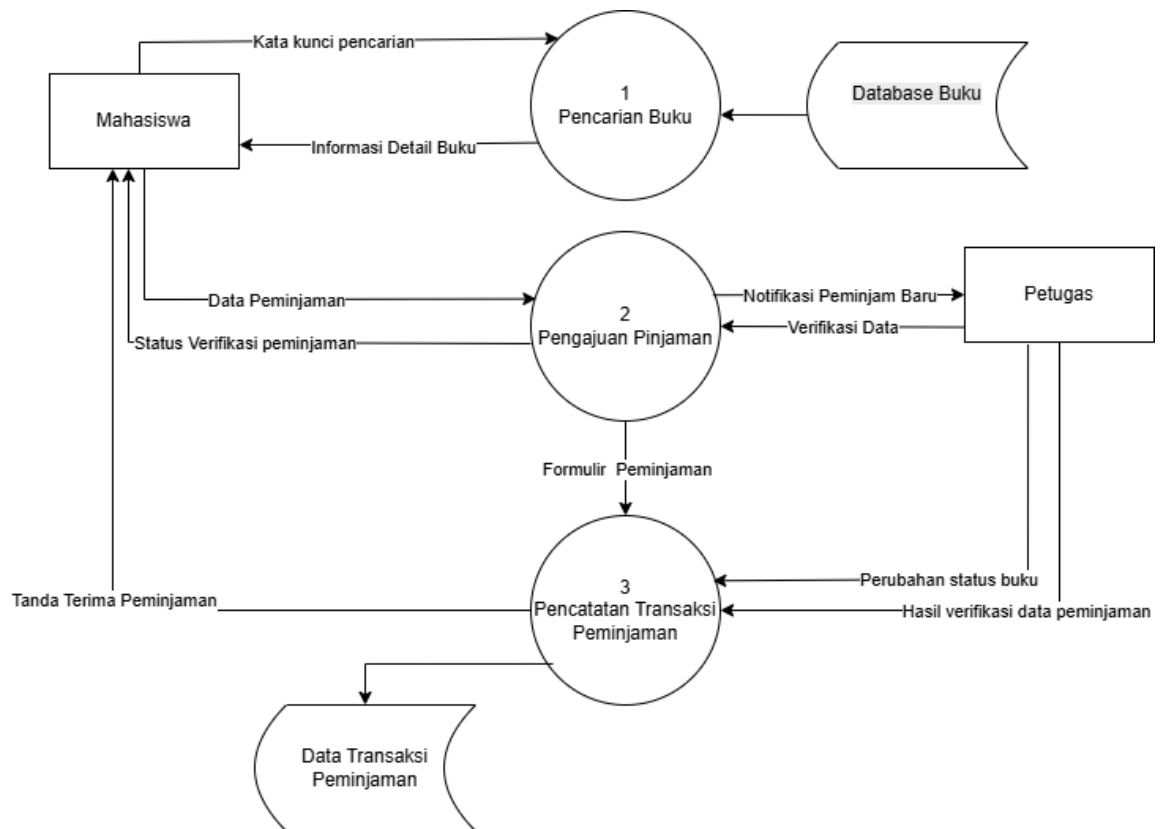 Kata kunci pencarian
Mahasiswa
1
Pencarian Buku
Database Buku
Informasi Detail Buku
Data Peminjaman
Status Verifikasi peminjaman
2
Pengajuan Pinjaman
Notifikasi Peminjam Baru
Verifikasi Data
Petugas
Formulir Peminjaman
Perubahan status buku
Hasil verifikasi data peminjaman
Tanda Terima Peminjaman
3
Pencatatan Transaksi
Peminjaman
Data Transaksi
Peminjaman